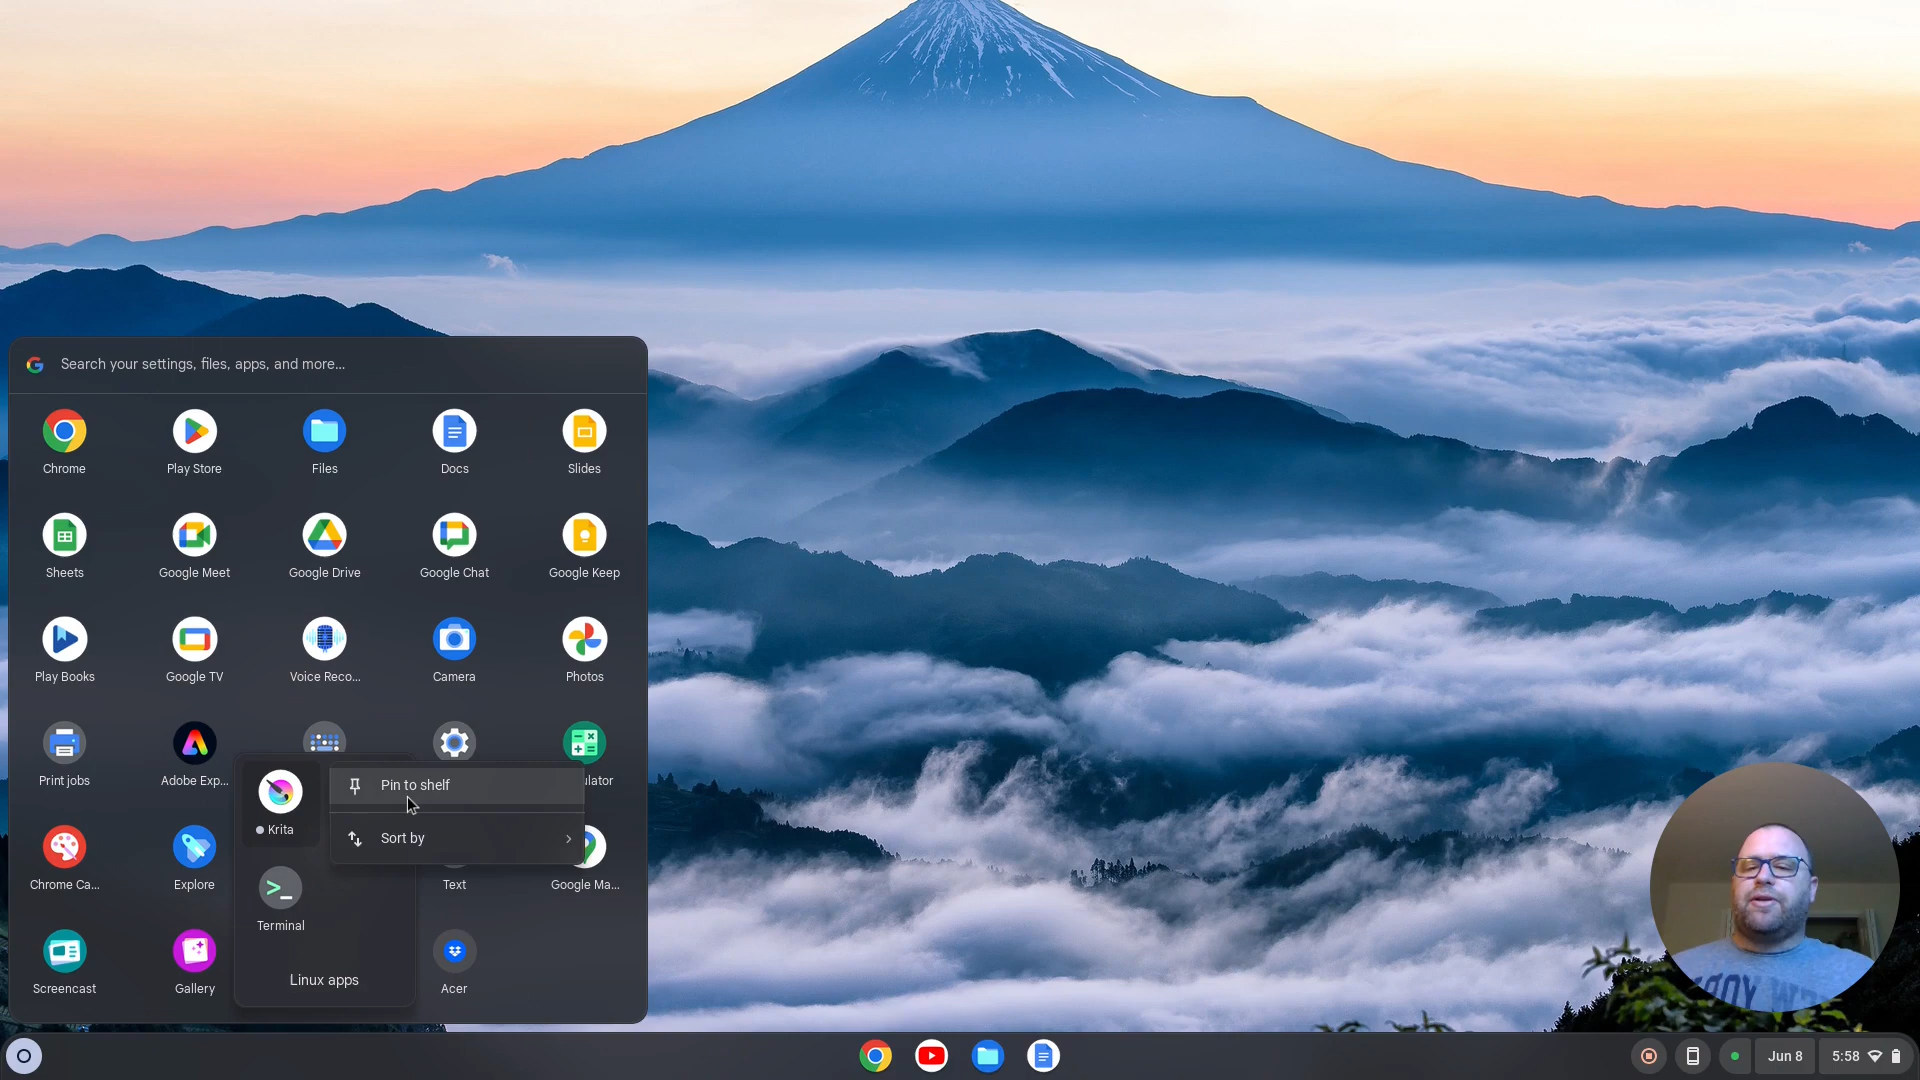 Search your settings, files, apps, and more...
Chrome
Play Store
Files
Docs
Slides
Sheets
Google Meet
Google Drive
Google Chat
Google Keep
Play Books
Google TV
Voice Reco...
Camera
Photos
Print jobs
Adobe Exp...
ulator
Krita
Pin to shelf
Sort by
Chrome Ca...
Explore
Text
Google Ma...
Terminal
Linux apps
Screencast
Gallery
Acer
Jun 8
5:58